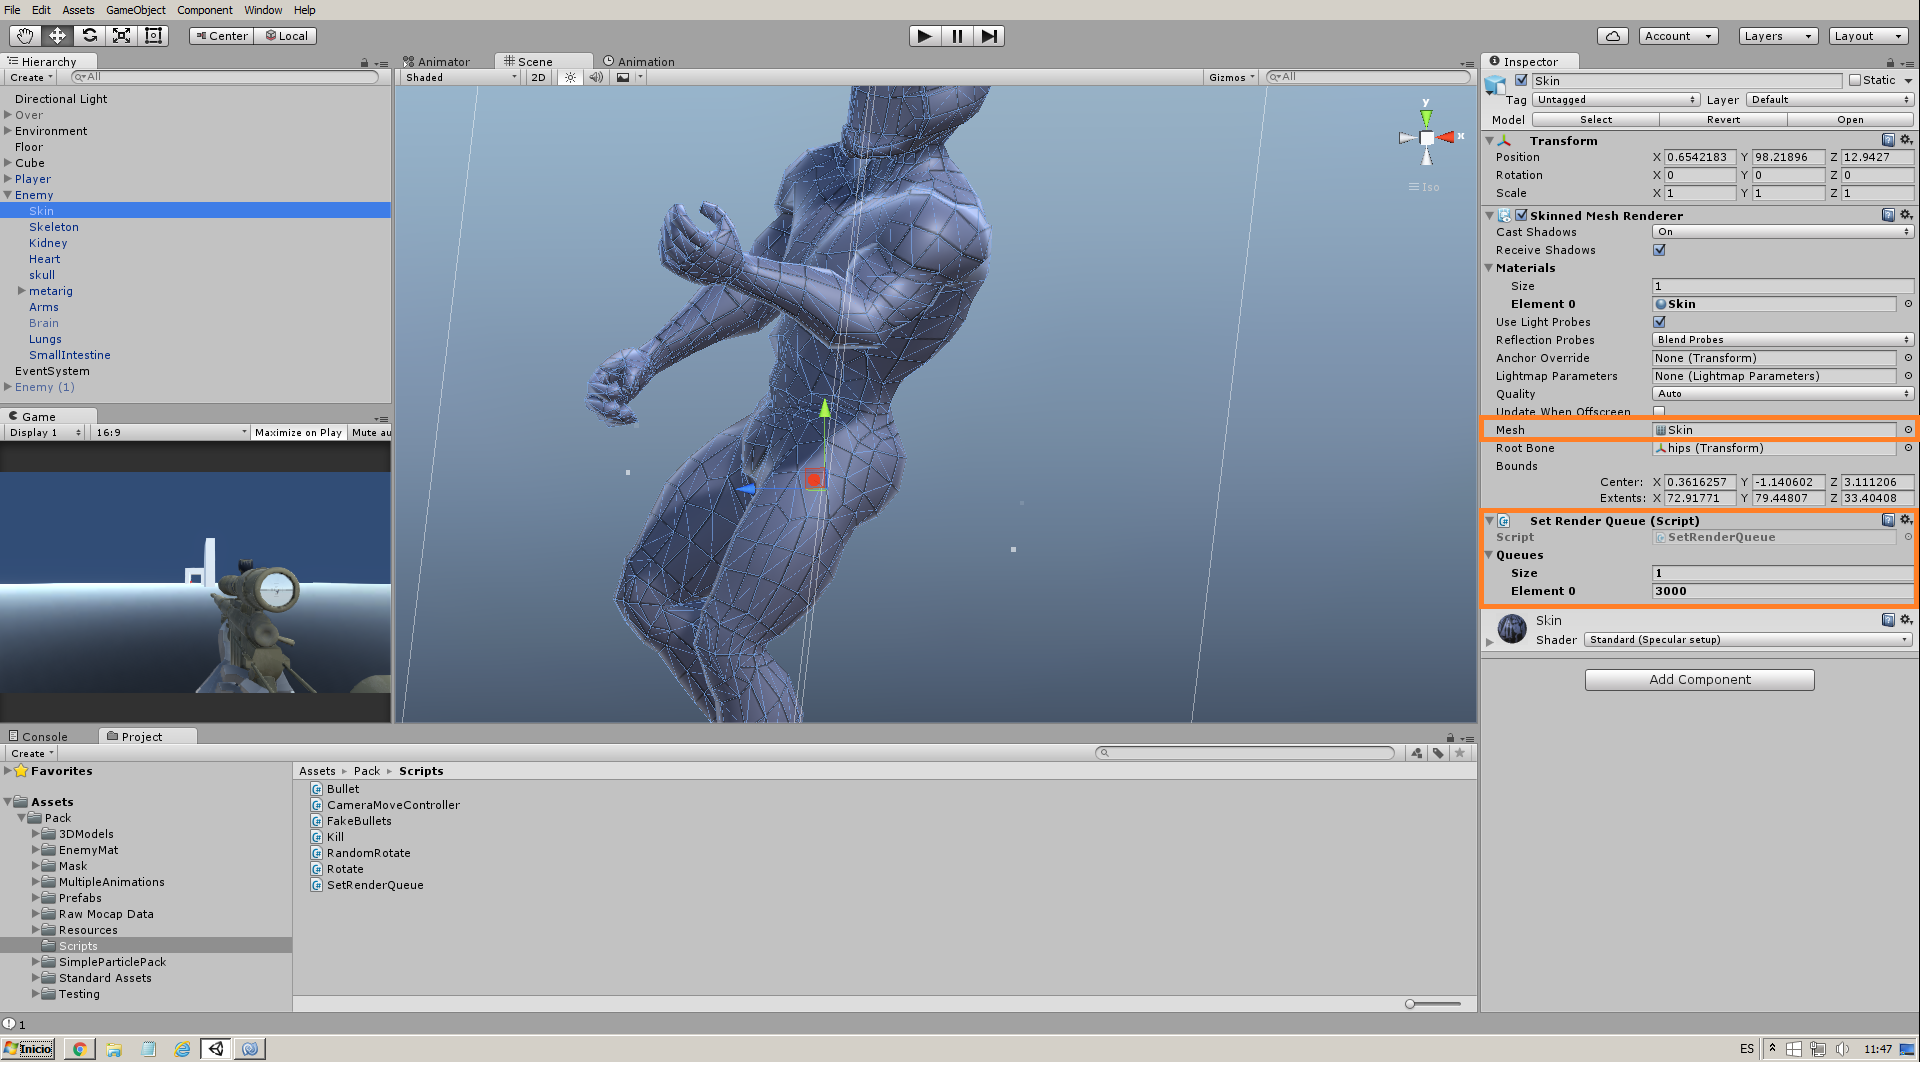 File Edit Assets GameObject Component Window Help
Center Local
Account Layers Layout
Hierarchy
Create All
Directional Light
Over
Environment
Floor
Cube
Player
Enemy
Skin
Skeleton
Kidney
Heart
skull
metarig
Arms
Brain
Lungs
SmallIntestine
EventSystem
Enemy (1)
Game
Display 1 16:9 Maximize on Play Mute au
Animator Scene Animation
Shaded 2D Gizmos All
y
x
Iso
Inspector
Skin Static
Tag Untagged Layer Default
Model Select Revert Open
Transform
Position X 0.6542183 Y 98.21896 Z 12.9427
Rotation X 0 Y 0 Z 0
Scale X 1 Y 1 Z 1
Skinned Mesh Renderer
Cast Shadows On
Receive Shadows
Materials
Size 1
Element 0 Skin
Use Light Probes
Reflection Probes Blend Probes
Anchor Override None (Transform)
Lightmap Parameters None (Lightmap Parameters)
Quality Auto
Update When Offscreen
Mesh Skin
Root Bone hips (Transform)
Bounds
Center: X 0.3616257 Y -1.140602 Z 3.111206
Extents: X 72.91771 Y 79.44807 Z 33.40408
Set Render Queue (Script)
Script SetRenderQueue
Queues
Size 1
Element 0 3000
Skin
Shader Standard (Specular setup)
Add Component
Console Project
Create
Favorites
Assets
Pack
3DModels
EnemyMat
Mask
MultipleAnimations
Prefabs
Raw Mocap Data
Resources
Scripts
SimpleParticlePack
Standard Assets
Testing
Assets Pack Scripts
Bullet
CameraMoveController
FakeBullets
Kill
RandomRotate
Rotate
SetRenderQueue
1
Inicio ES 11:47